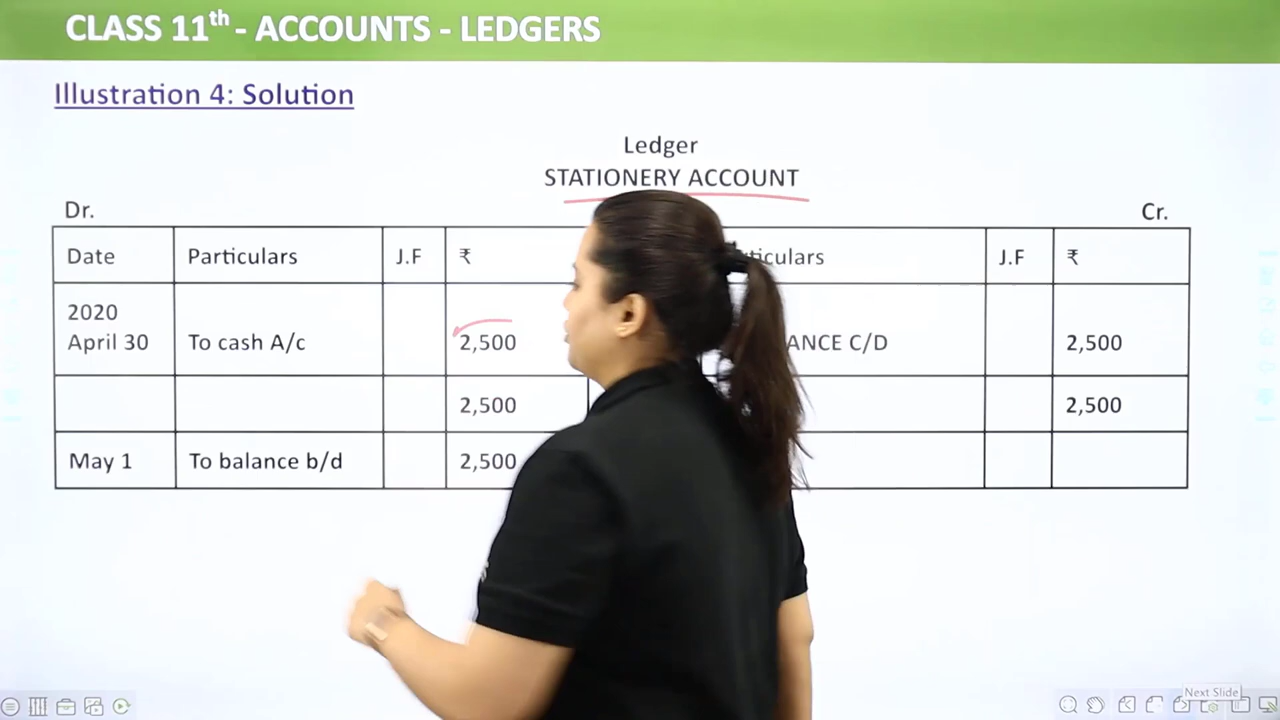 CLASS 11th - ACCOUNTS - LEDGERS
Illustration 4: Solution
Ledger
STATIONERY ACCOUNT
Dr. Cr.
Date Particulars J.F ₹ J.F ₹
2020
April 30 To cash A/c 2,500 C/D 2,500
2,500 2,500
May 1 To balance b/d 2,500
Next Slide